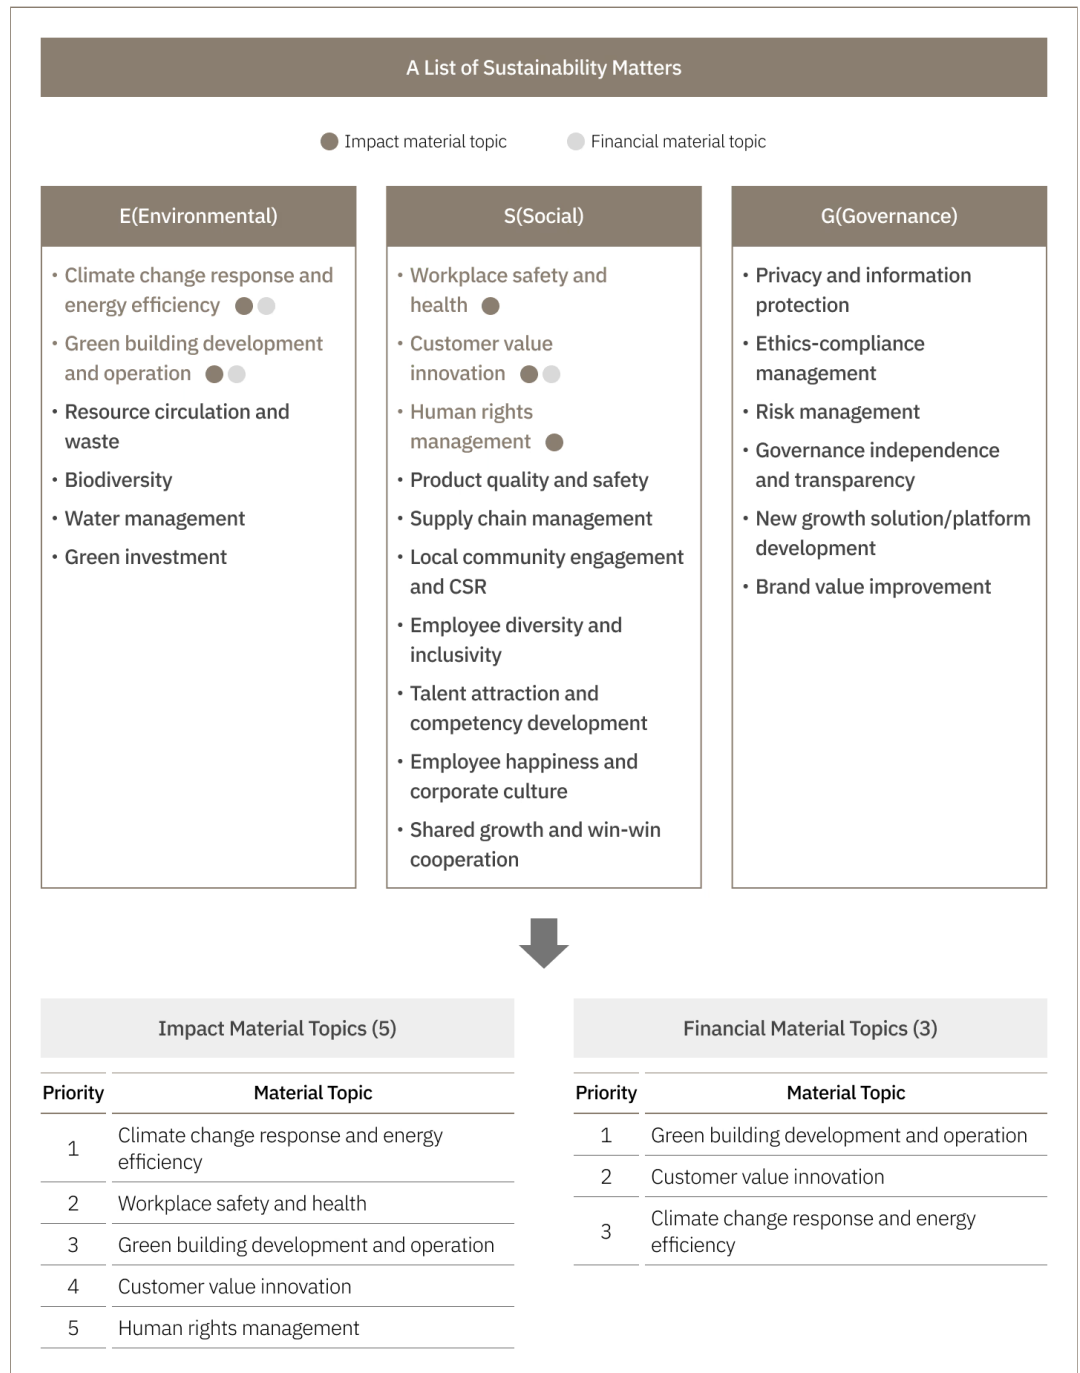 A List of Sustainability Matters
Impact material topic
Financial material topic
E(Environmental)
• Climate change response and
energy efficiency
• Green building development
and operation
• Resource circulation and
waste
• Biodiversity
• Water management
• Green investment
S(Social)
• Workplace safety and
health
• Customer value
innovation
• Human rights
management
• Product quality and safety
• Supply chain management
• Local community engagement
and CSR
• Employee diversity and
inclusivity
• Talent attraction and
competency development
• Employee happiness and
corporate culture
• Shared growth and win-win
cooperation
G(Governance)
• Privacy and information
protection
• Ethics-compliance
management
• Risk management
• Governance independence
and transparency
• New growth solution/platform
development
• Brand value improvement
Impact Material Topics (5)
Priority Material Topic
1 Climate change response and energy
efficiency
2 Workplace safety and health
3 Green building development and operation
4 Customer value innovation
5 Human rights management
Financial Material Topics (3)
Priority Material Topic
1 Green building development and operation
2 Customer value innovation
3 Climate change response and energy
efficiency